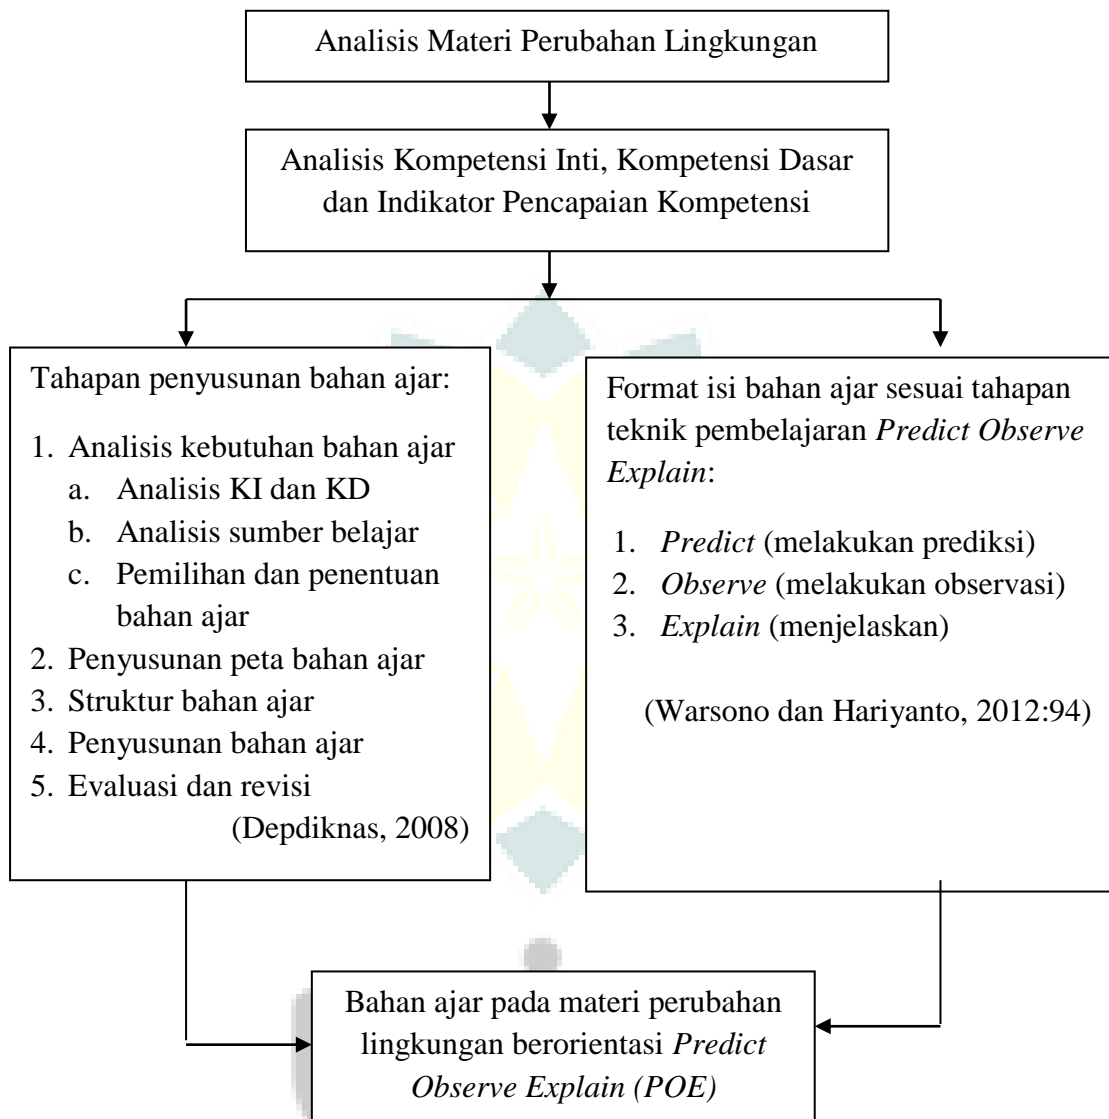 Analisis Materi Perubahan Lingkungan
Analisis Kompetensi Inti, Kompetensi Dasar
dan Indikator Pencapaian Kompetensi
Tahapan penyusunan bahan ajar:
1. Analisis kebutuhan bahan ajar
a. Analisis KI dan KD
b. Analisis sumber belajar
c. Pemilihan dan penentuan
bahan ajar
2. Penyusunan peta bahan ajar
3. Struktur bahan ajar
4. Penyusunan bahan ajar
5. Evaluasi dan revisi
(Depdiknas, 2008)
Format isi bahan ajar sesuai tahapan
teknik pembelajaran Predict Observe
Explain:
1. Predict (melakukan prediksi)
2. Observe (melakukan observasi)
3. Explain (menjelaskan)
(Warsono dan Hariyanto, 2012:94)
Bahan ajar pada materi perubahan
lingkungan berorientasi Predict
Observe Explain (POE)